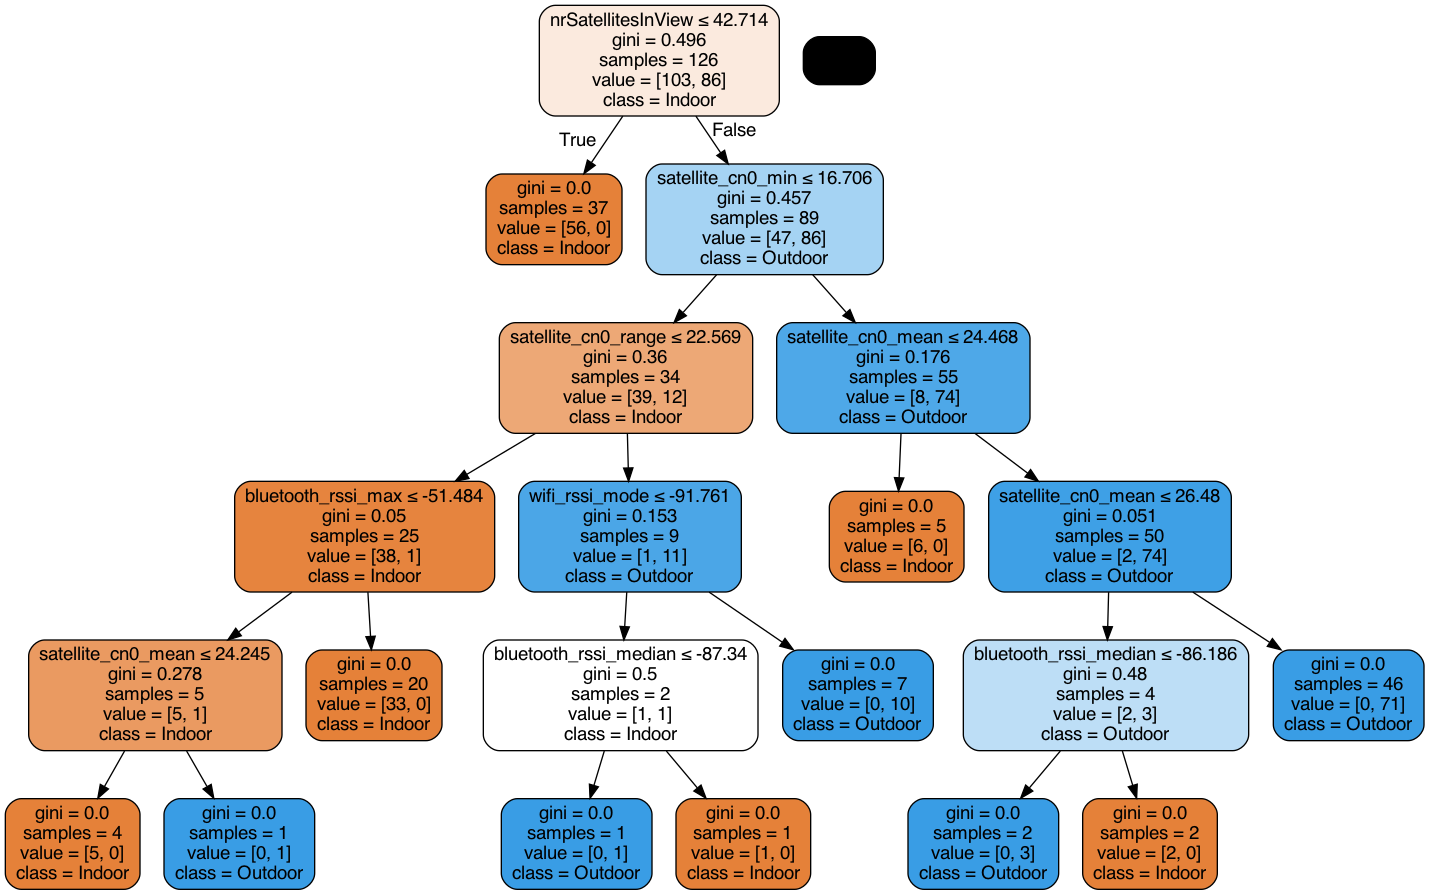 nrSatellitesInView ≤ 42.714
gini = 0.496
samples = 126
value = [103, 86]
class = Indoor
True
False
gini = 0.0
samples = 37
value = [56, 0]
class = Indoor
satellite_cn0_min ≤ 16.706
gini = 0.457
samples = 89
value = [47, 86]
class = Outdoor
satellite_cn0_range ≤ 22.569
gini = 0.36
samples = 34
value = [39, 12]
class = Indoor
satellite_cn0_mean ≤ 24.468
gini = 0.176
samples = 55
value = [8, 74]
class = Outdoor
bluetooth_rssi_max ≤ -51.484
gini = 0.05
samples = 25
value = [38, 1]
class = Indoor
wifi_rssi_mode ≤ -91.761
gini = 0.153
samples = 9
value = [1, 11]
class = Outdoor
gini = 0.0
samples = 5
value = [6, 0]
class = Indoor
satellite_cn0_mean ≤ 26.48
gini = 0.051
samples = 50
value = [2, 74]
class = Outdoor
satellite_cn0_mean ≤ 24.245
gini = 0.278
samples = 5
value = [5, 1]
class = Indoor
gini = 0.0
samples = 20
value = [33, 0]
class = Indoor
bluetooth_rssi_median ≤ -87.34
gini = 0.5
samples = 2
value = [1, 1]
class = Indoor
gini = 0.0
samples = 7
value = [0, 10]
class = Outdoor
bluetooth_rssi_median ≤ -86.186
gini = 0.48
samples = 4
value = [2, 3]
class = Outdoor
gini = 0.0
samples = 46
value = [0, 71]
class = Outdoor
gini = 0.0
samples = 4
value = [5, 0]
class = Indoor
gini = 0.0
samples = 1
value = [0, 1]
class = Outdoor
gini = 0.0
samples = 1
value = [0, 1]
class = Outdoor
gini = 0.0
samples = 1
value = [1, 0]
class = Indoor
gini = 0.0
samples = 2
value = [0, 3]
class = Outdoor
gini = 0.0
samples = 2
value = [2, 0]
class = Indoor